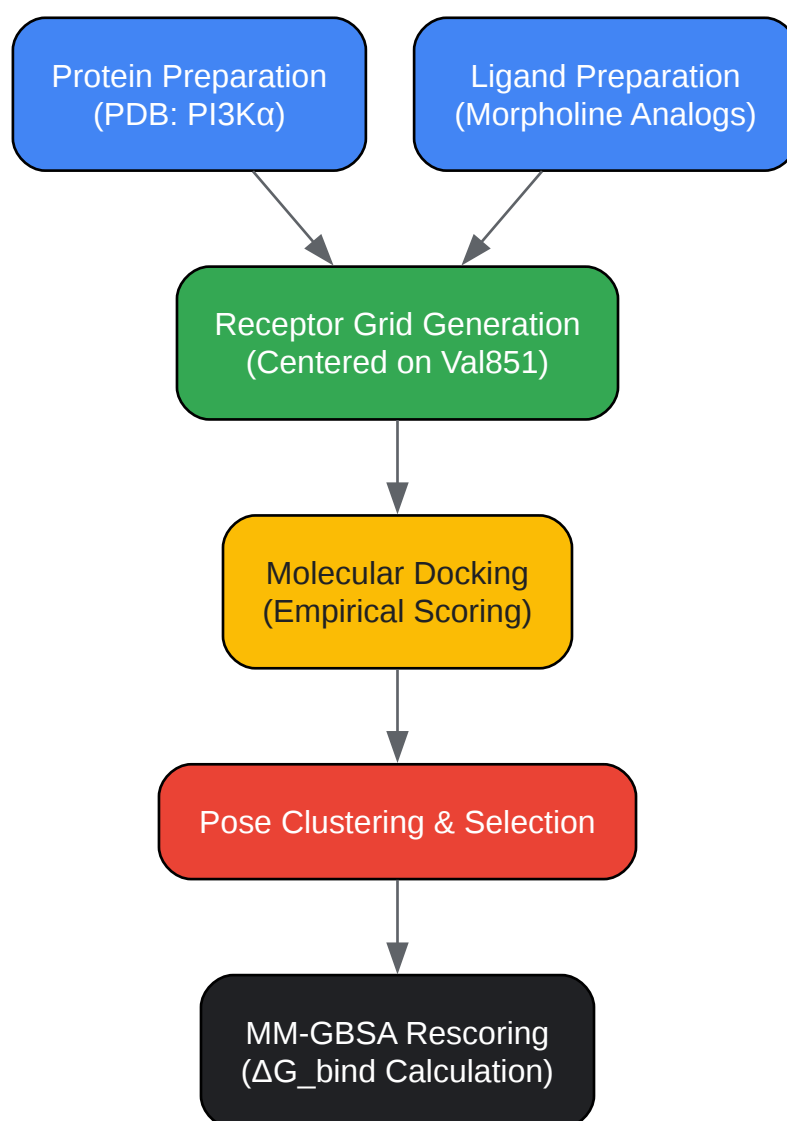 Protein Preparation
(PDB: PI3Kα)
Ligand Preparation
(Morpholine Analogs)
Receptor Grid Generation
(Centered on Val851)
Molecular Docking
(Empirical Scoring)
Pose Clustering & Selection
MM-GBSA Rescoring
(ΔG_bind Calculation)